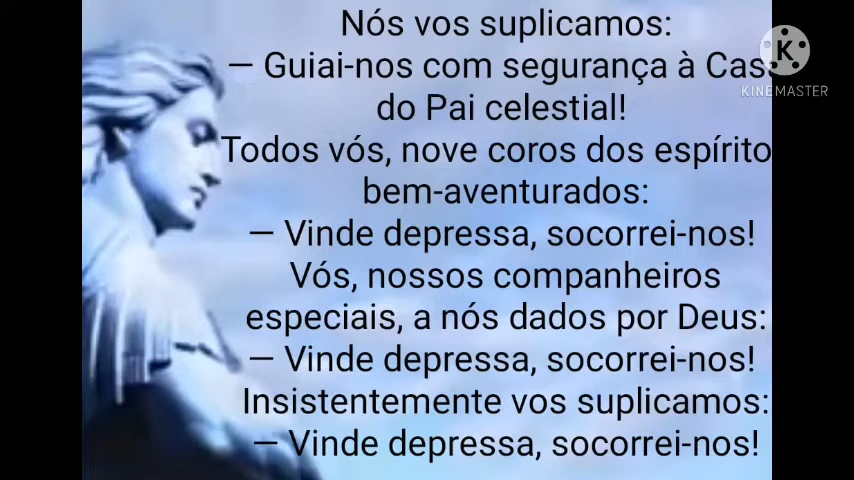 Nós vos suplicamos:
— Guiai-nos com segurança à Cas
do Pai celestial!
Todos vós, nove coros dos espírito
bem-aventurados:
— Vinde depressa, socorrei-nos!
Vós, nossos companheiros
especiais, a nós dados por Deus:
— Vinde depressa, socorrei-nos!
Insistentemente vos suplicamos:
— Vinde depressa, socorrei-nos!
K
KINEMASTER